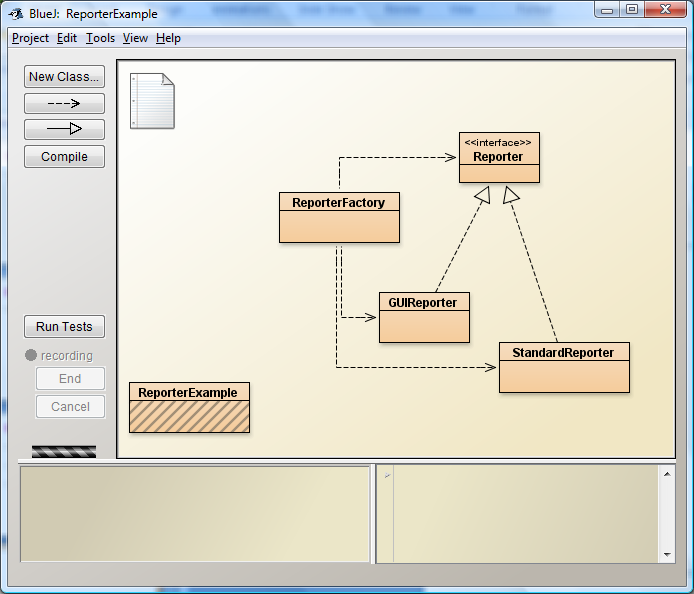 BlueJ: ReporterExample
Project Edit Tools View Help
New Class...
Compile
<<interface>>
Reporter
ReporterFactory
GUIReporter
Run Tests
StandardReporter
recording
End
ReporterExample
Cancel